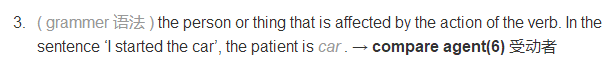 3. ( grammer 语法 ) the person or thing that is affected by the action of the verb. In the
sentence ‘I started the car’, the patient is car . → compare agent(6) 受动者